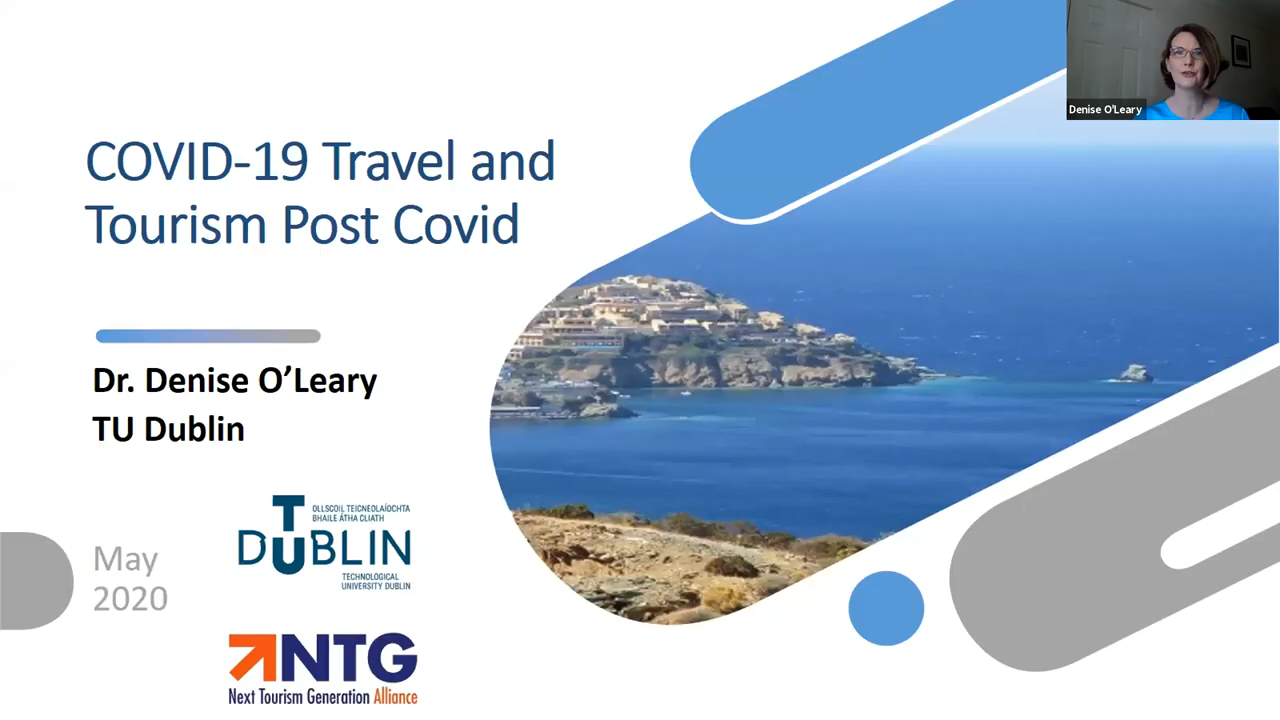 Denise O'Leary
COVID-19 Travel and
Tourism Post Covid
Dr. Denise O’Leary
TU Dublin
May
2020
OLLSCOIL TEICNEOLAÍOCHTA
BHAILE ÁTHA CLIATH
TU DUBLIN
TECHNOLOGICAL
UNIVERSITY DUBLIN
NTG
Next Tourism Generation Alliance